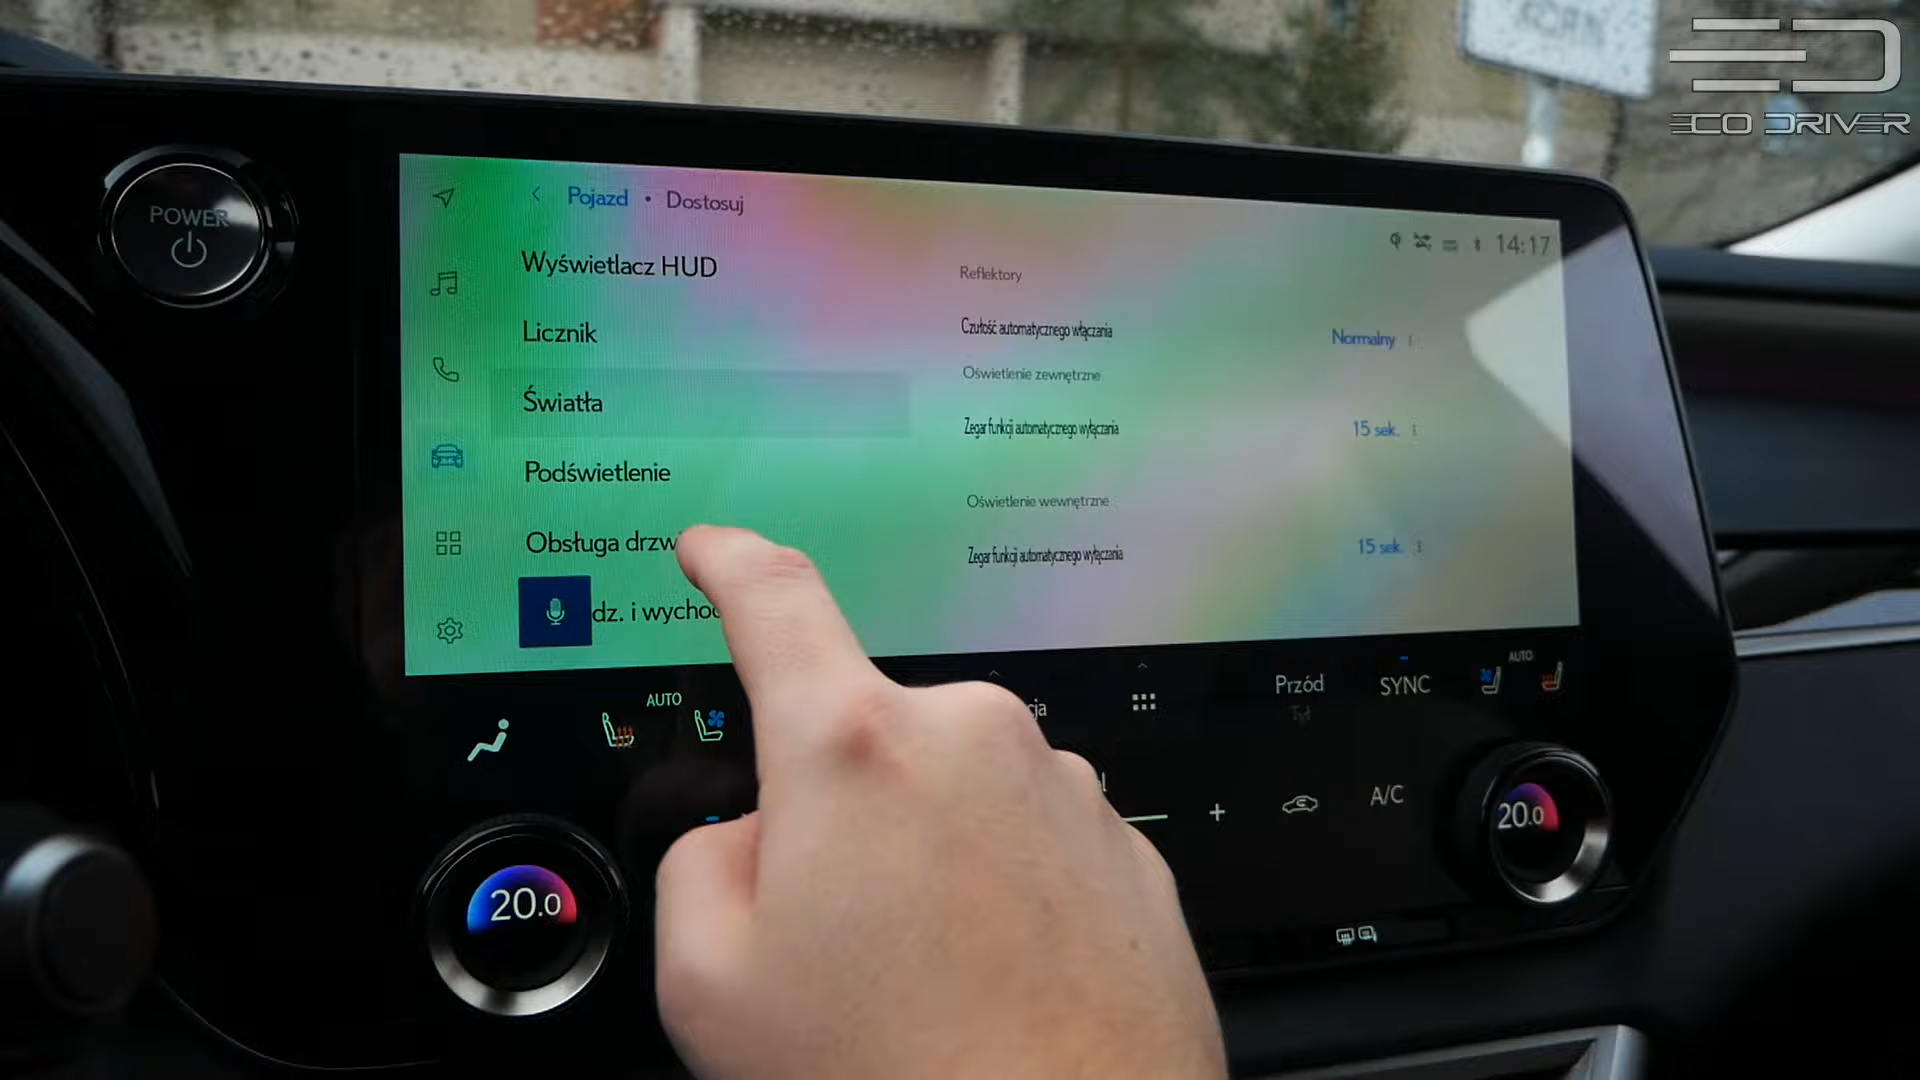 ECO DRIVER
POWER
Pojazd • Dostosuj
14:17
Wyświetlacz HUD
Licznik
Światła
Podświetlenie
Obsługa drzwi
dz. i wychod
Reflektory
Czułość automatycznego włączania
Normalny
Oświetlenie zewnętrzne
Zegar funkcji automatycznego wyłączania
15 sek.
Oświetlenie wewnętrzne
Zegar funkcji automatycznego wyłączania
15 sek.
AUTO
cja
Przód
Tył
SYNC
AUTO
+
A/C
20.0
20.0